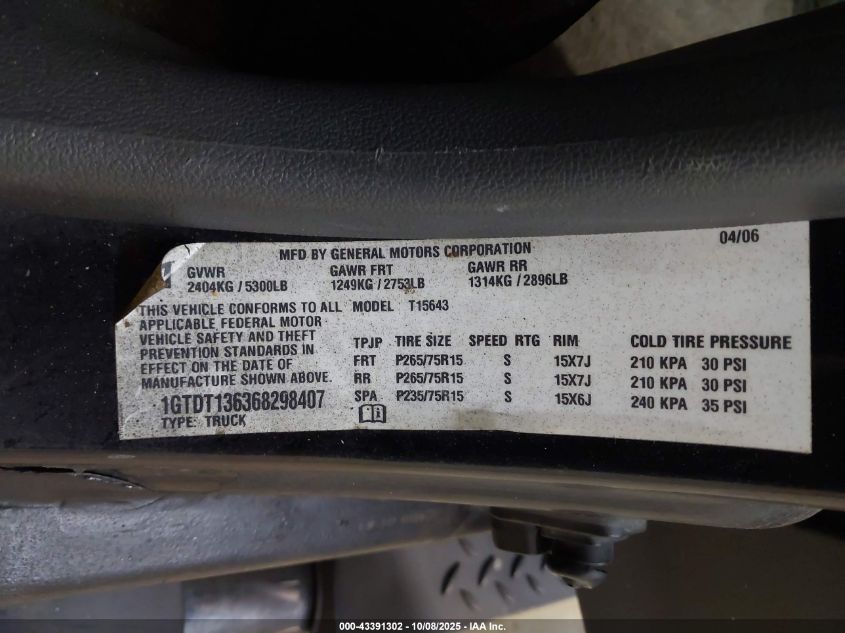 04/06
MFD BY GENERAL MOTORS CORPORATION
GVWR GAWR FRT GAWR RR
2404KG / 5300LB 1249KG / 2753LB 1314KG / 2896LB
THIS VEHICLE CONFORMS TO ALL MODEL T15643
APPLICABLE FEDERAL MOTOR
VEHICLE SAFETY AND THEFT TPJP TIRE SIZE SPEED RTG RIM COLD TIRE PRESSURE
PREVENTION STANDARDS IN FRT P265/75R15 S 15X7J 210 KPA 30 PSI
EFFECT ON THE DATE OF RR P265/75R15 S 15X7J 210 KPA 30 PSI
MANUFACTURE SHOWN ABOVE. SPA P235/75R15 S 15X6J 240 KPA 35 PSI
1GTDT136368298407
TYPE: TRUCK
000-43391302 - 10/08/2025 - IAA Inc.